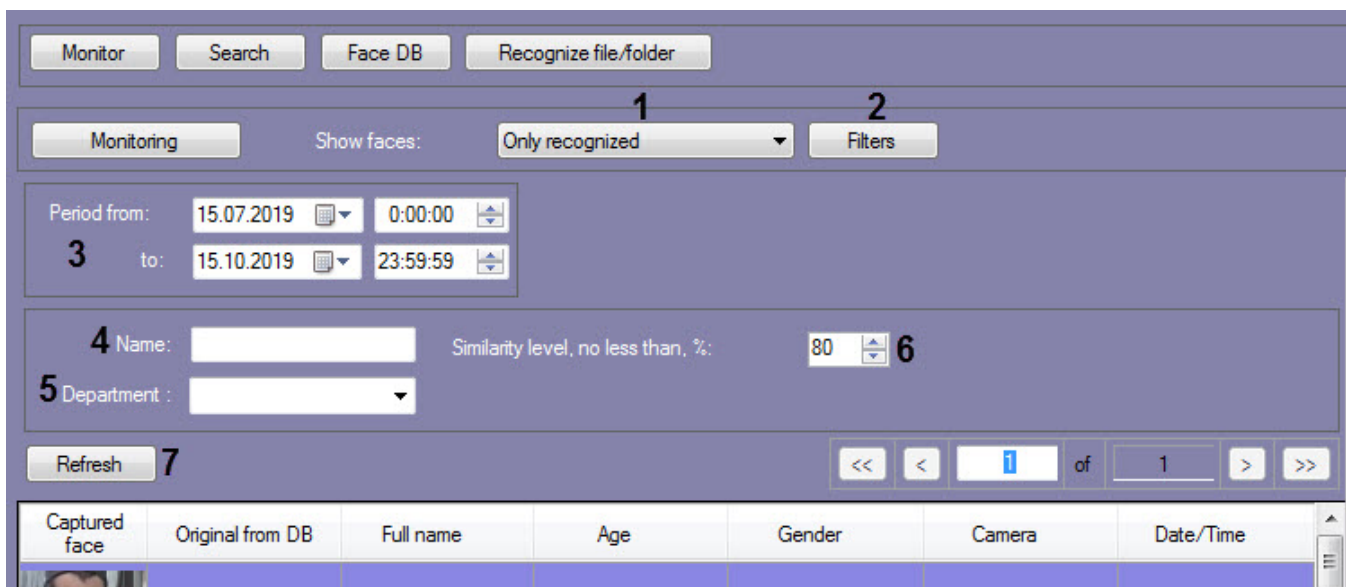 Monitor Search Face DB Recognize file/folder
1 2
Monitoring Show faces: Only recognized Filters
Period from: 15.07.2019 0:00:00
3 to: 15.10.2019 23:59:59
4 Name: Similarity level, no less than, %: 80 6
5 Department :
Refresh 7 << < 1 of 1 > >>
Captured face Original from DB Full name Age Gender Camera Date/Time